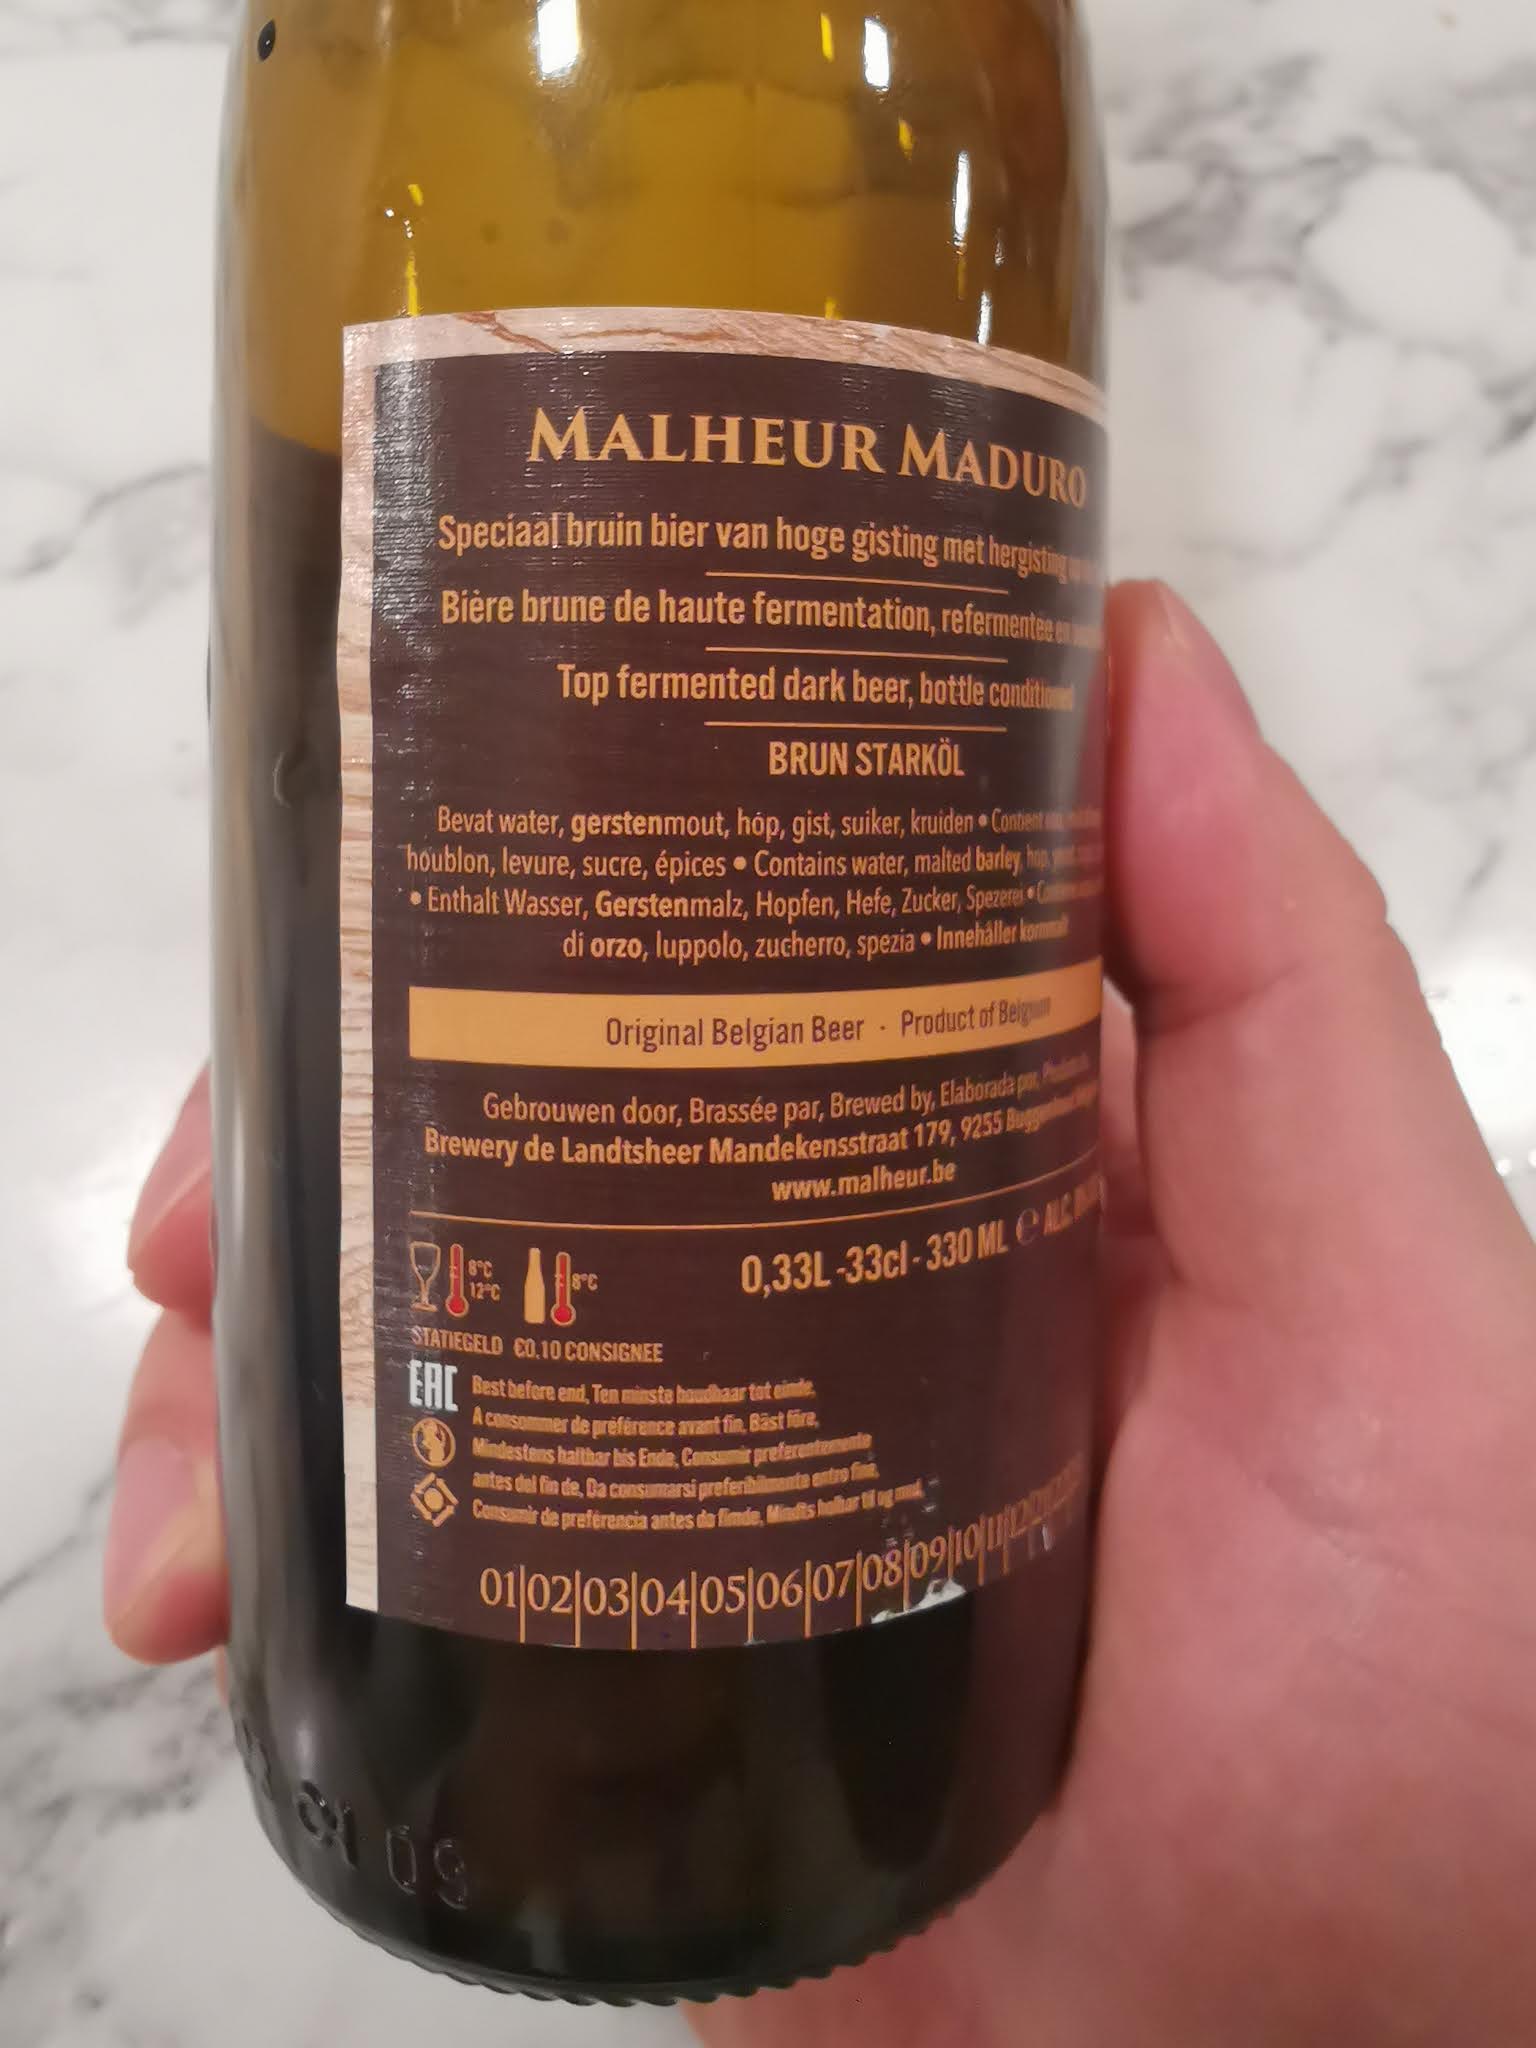 MALHEUR MADURO
Speciaal bruin bier van hoge gisting met hergisting
Bière brune de haute fermentation, refermentée en
Top fermented dark beer, bottle conditioned
BRUN STARKÖL
Bevat water, gerstenmout, hop, gist, suiker, kruiden • Contient
houblon, levure, sucre, épices • Contains water, malted barley, hop,
• Enthalt Wasser, Gerstenmalz, Hopfen, Hefe, Zucker, Spezerei •
di orzo, luppolo, zucchero, spezia • Innehåller kornmalt
Original Belgian Beer · Product of Belgium
Gebrouwen door, Brassée par, Brewed by, Elaborada por,
Brewery de Landtsheer Mandekensstraat 179, 9255 Buggenhout
www.malheur.be
0,33L -33cl - 330 ML e ALC.
8°C
12°C
8°C
STATIEGELD €0.10 CONSIGNEE
EAC
Best before end, Ten minste houdbaar tot einde,
A consommer de préférence avant fin, Bäst före,
Mindestens haltbar bis Ende, Consumir preferentemente
antes del fin de, Da consumarsi preferibilmente entro fine,
Consumir de preferência antes do fimde, Mindts holbar til og med,
01|02|03|04|05|06|07|08|09|10|11|12
09